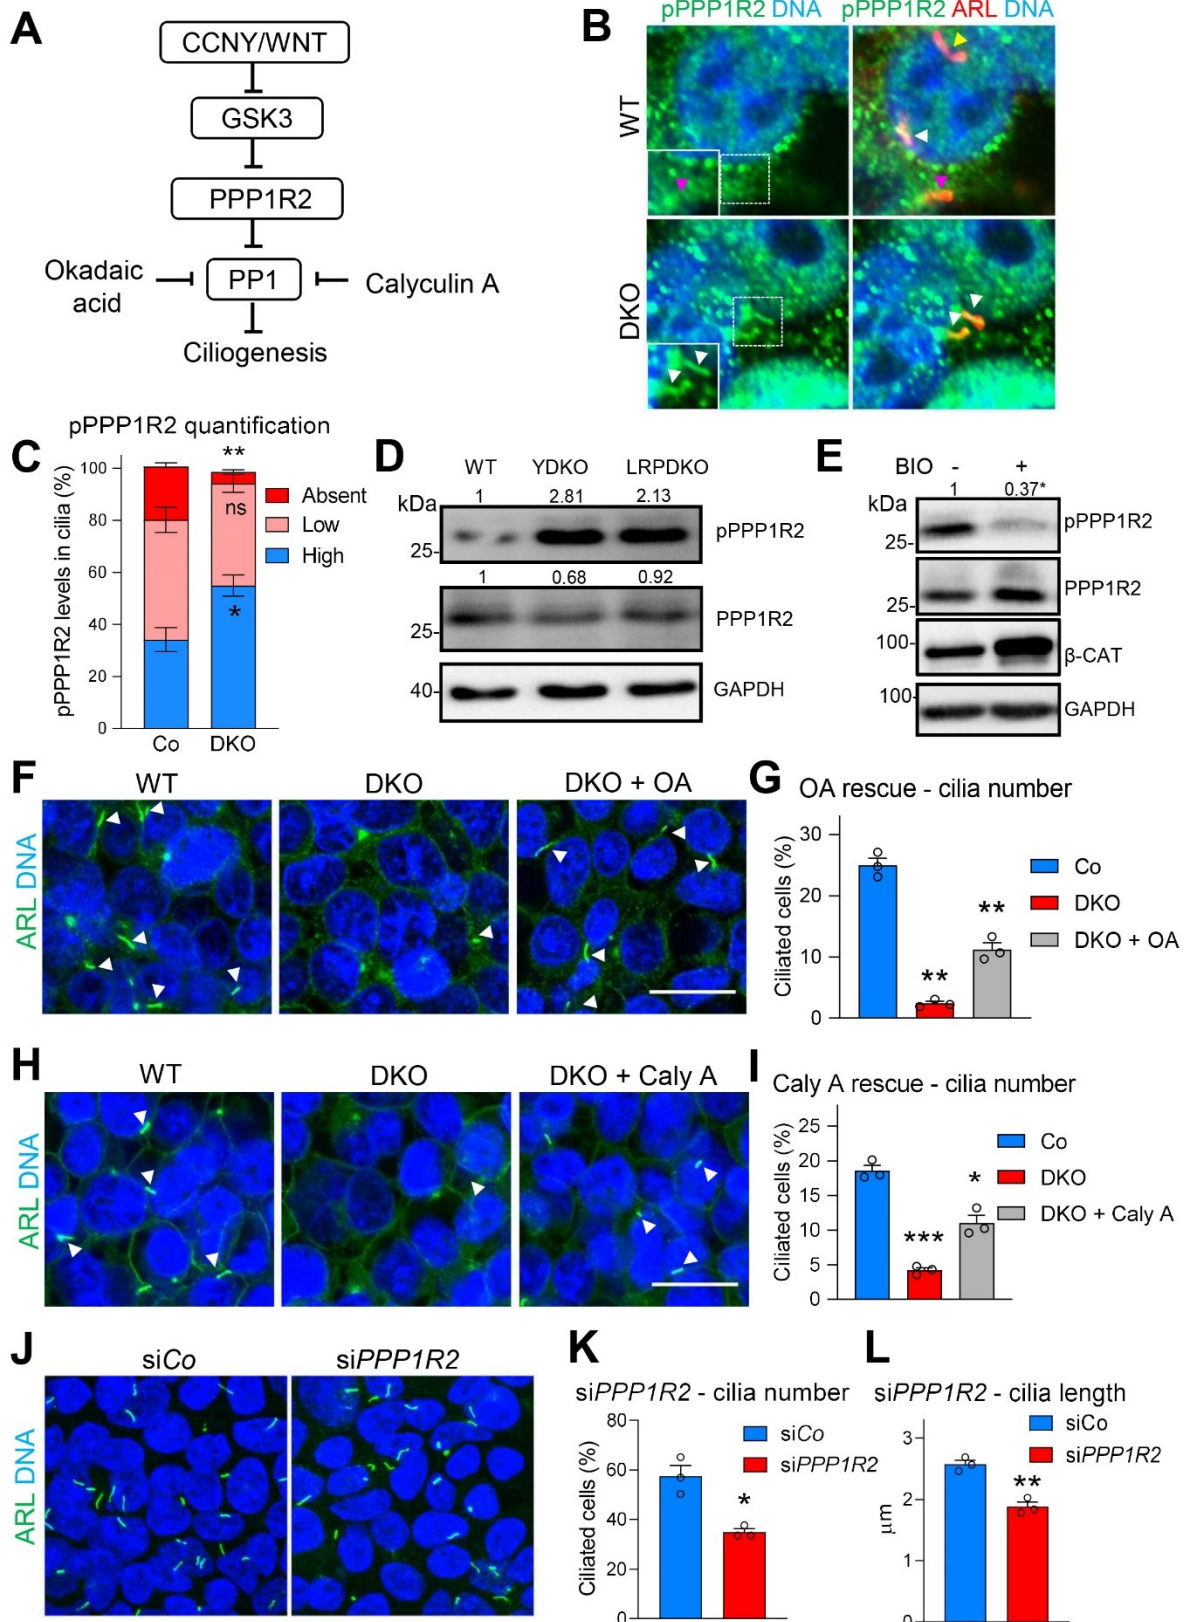 A
CCNY/WNT
GSK3
PPP1R2
Okadaic
acid
PP1
Calyculin A
Ciliogenesis
B
pPPP1R2 DNA
pPPP1R2 ARL DNA
WT
DKO
C
pPPP1R2 quantification
pPPP1R2 levels in cilia (%)
100
80
60
40
20
0
**
ns
*
Co
DKO
Absent
Low
High
D
WT YDKO LRPDKO
kDa
1 2.81 2.13
25-
pPPP1R2
1 0.68 0.92
25-
PPP1R2
40-
GAPDH
E
BIO - +
kDa
1 0.37*
25-
pPPP1R2
25-
PPP1R2
100-
β-CAT
100-
GAPDH
F
WT
DKO
DKO + OA
ARL DNA
G
OA rescue - cilia number
Ciliated cells (%)
30
20
10
0
**
**
Co
DKO
DKO + OA
H
WT
DKO
DKO + Caly A
ARL DNA
I
Caly A rescue - cilia number
Ciliated cells (%)
25
20
15
10
5
0
***
*
Co
DKO
DKO + Caly A
J
siCo
siPPP1R2
ARL DNA
K
siPPP1R2 - cilia number
Ciliated cells (%)
80
60
40
20
0
*
siCo
siPPP1R2
L
siPPP1R2 - cilia length
µm
3
2
1
0
**
siCo
siPPP1R2